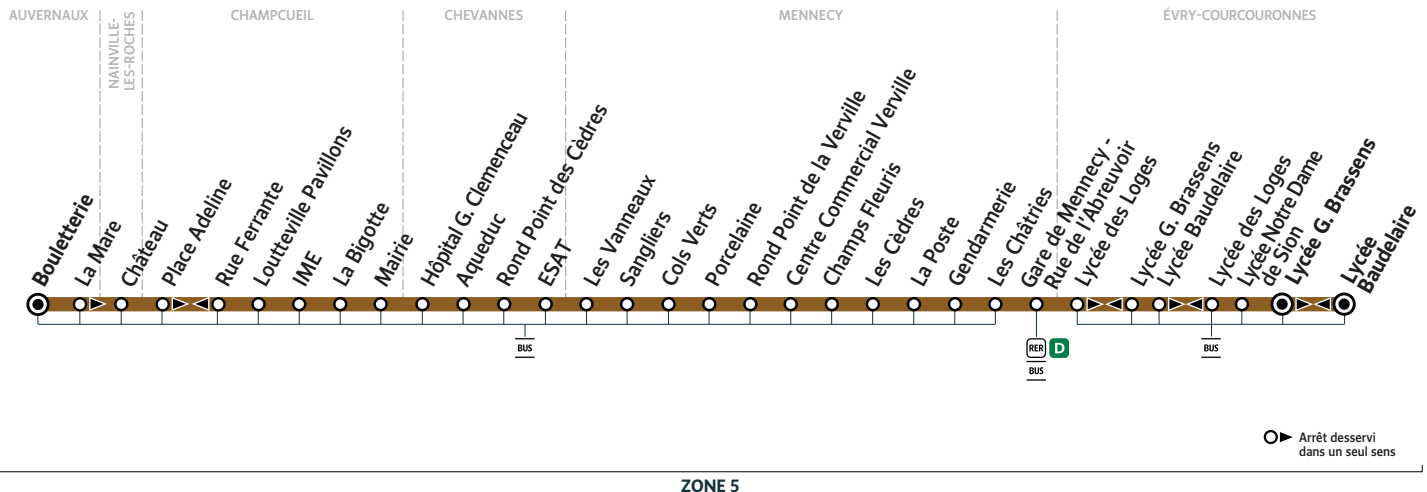 AUVERNAUX
NAINVILLE-
LES-ROCHES
CHAMPCUEIL
CHEVANNES
MENNECY
ÉVRY-COURCOURONNES
Bouletterie
La Mare
Château
Place Adeline
Rue Ferrante
Loutteville Pavillons
IME
La Bigotte
Mairie
Hôpital G. Clemenceau
Aqueduc
Rond Point des Cèdres
ESAT
Les Vanneaux
Sangliers
Cols Verts
Porcelaine
Rond Point de la Verville
Centre Commercial Verville
Champs Fleuris
Les Cèdres
La Poste
Gendarmerie
Les Châtries
Gare de Mennecy -
Rue de l'Abreuvoir
Lycée des Loges
Lycée G. Brassens
Lycée Baudelaire
Lycée des Loges
Lycée Notre Dame
de Sion
Lycée G. Brassens
Lycée
Baudelaire
BUS
RER D
BUS
BUS
Arrêt desservi
dans un seul sens
ZONE 5